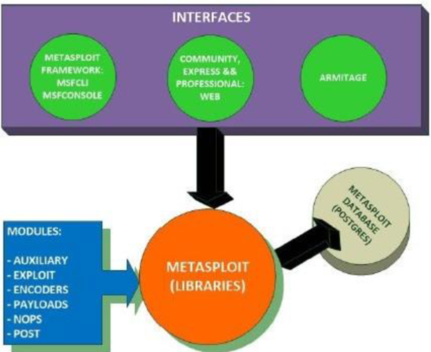 INTERFACES
METASPLOIT
FRAMEWORK:
MSFCLI
MSFCONSOLE
COMMUNITY,
EXPRESS &&
PROFESSIONAL:
WEB
ARMITAGE
METASPLOIT
DATABASE
(POSTGRES)
MODULES:
- AUXILIARY
- EXPLOIT
- ENCODERS
- PAYLOADS
- NOPS
- POST
METASPLOIT
(LIBRARIES)